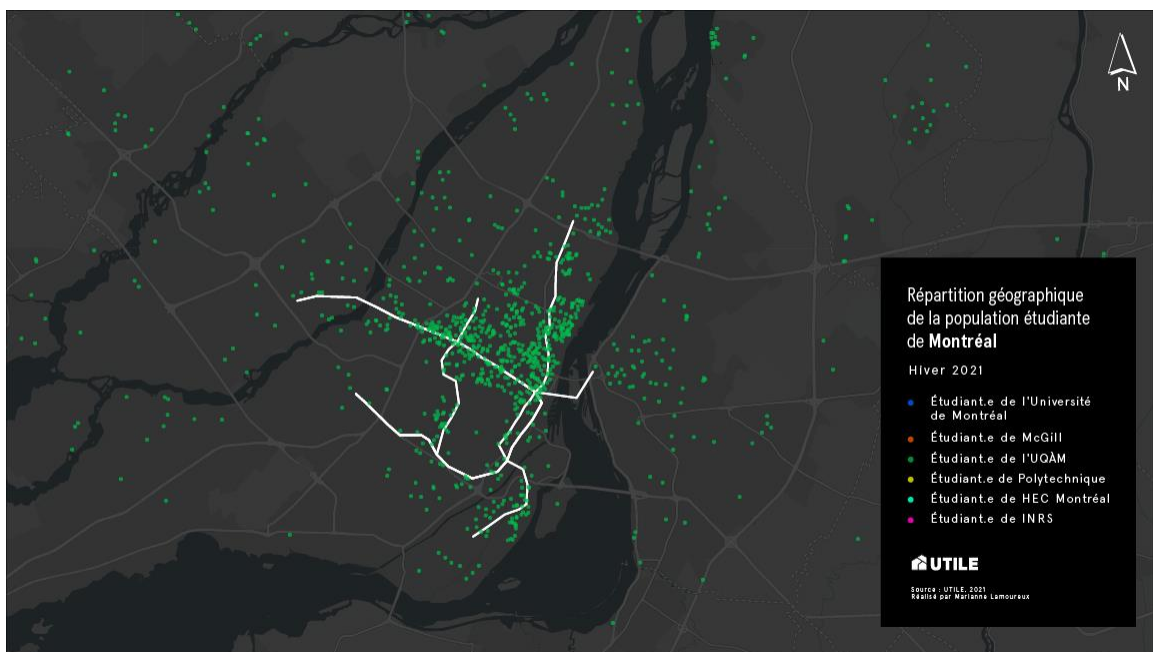 N
Répartition géographique
de la population étudiante
de Montréal
Hiver 2021
Étudiant.e de l'Université
de Montréal
Étudiant.e de McGill
Étudiant.e de l'UQÀM
Étudiant.e de Polytechnique
Étudiant.e de HEC Montréal
Étudiant.e de INRS
UTILE
Source : UTILE, 2021
Réalisé par Marianne Lamoureux